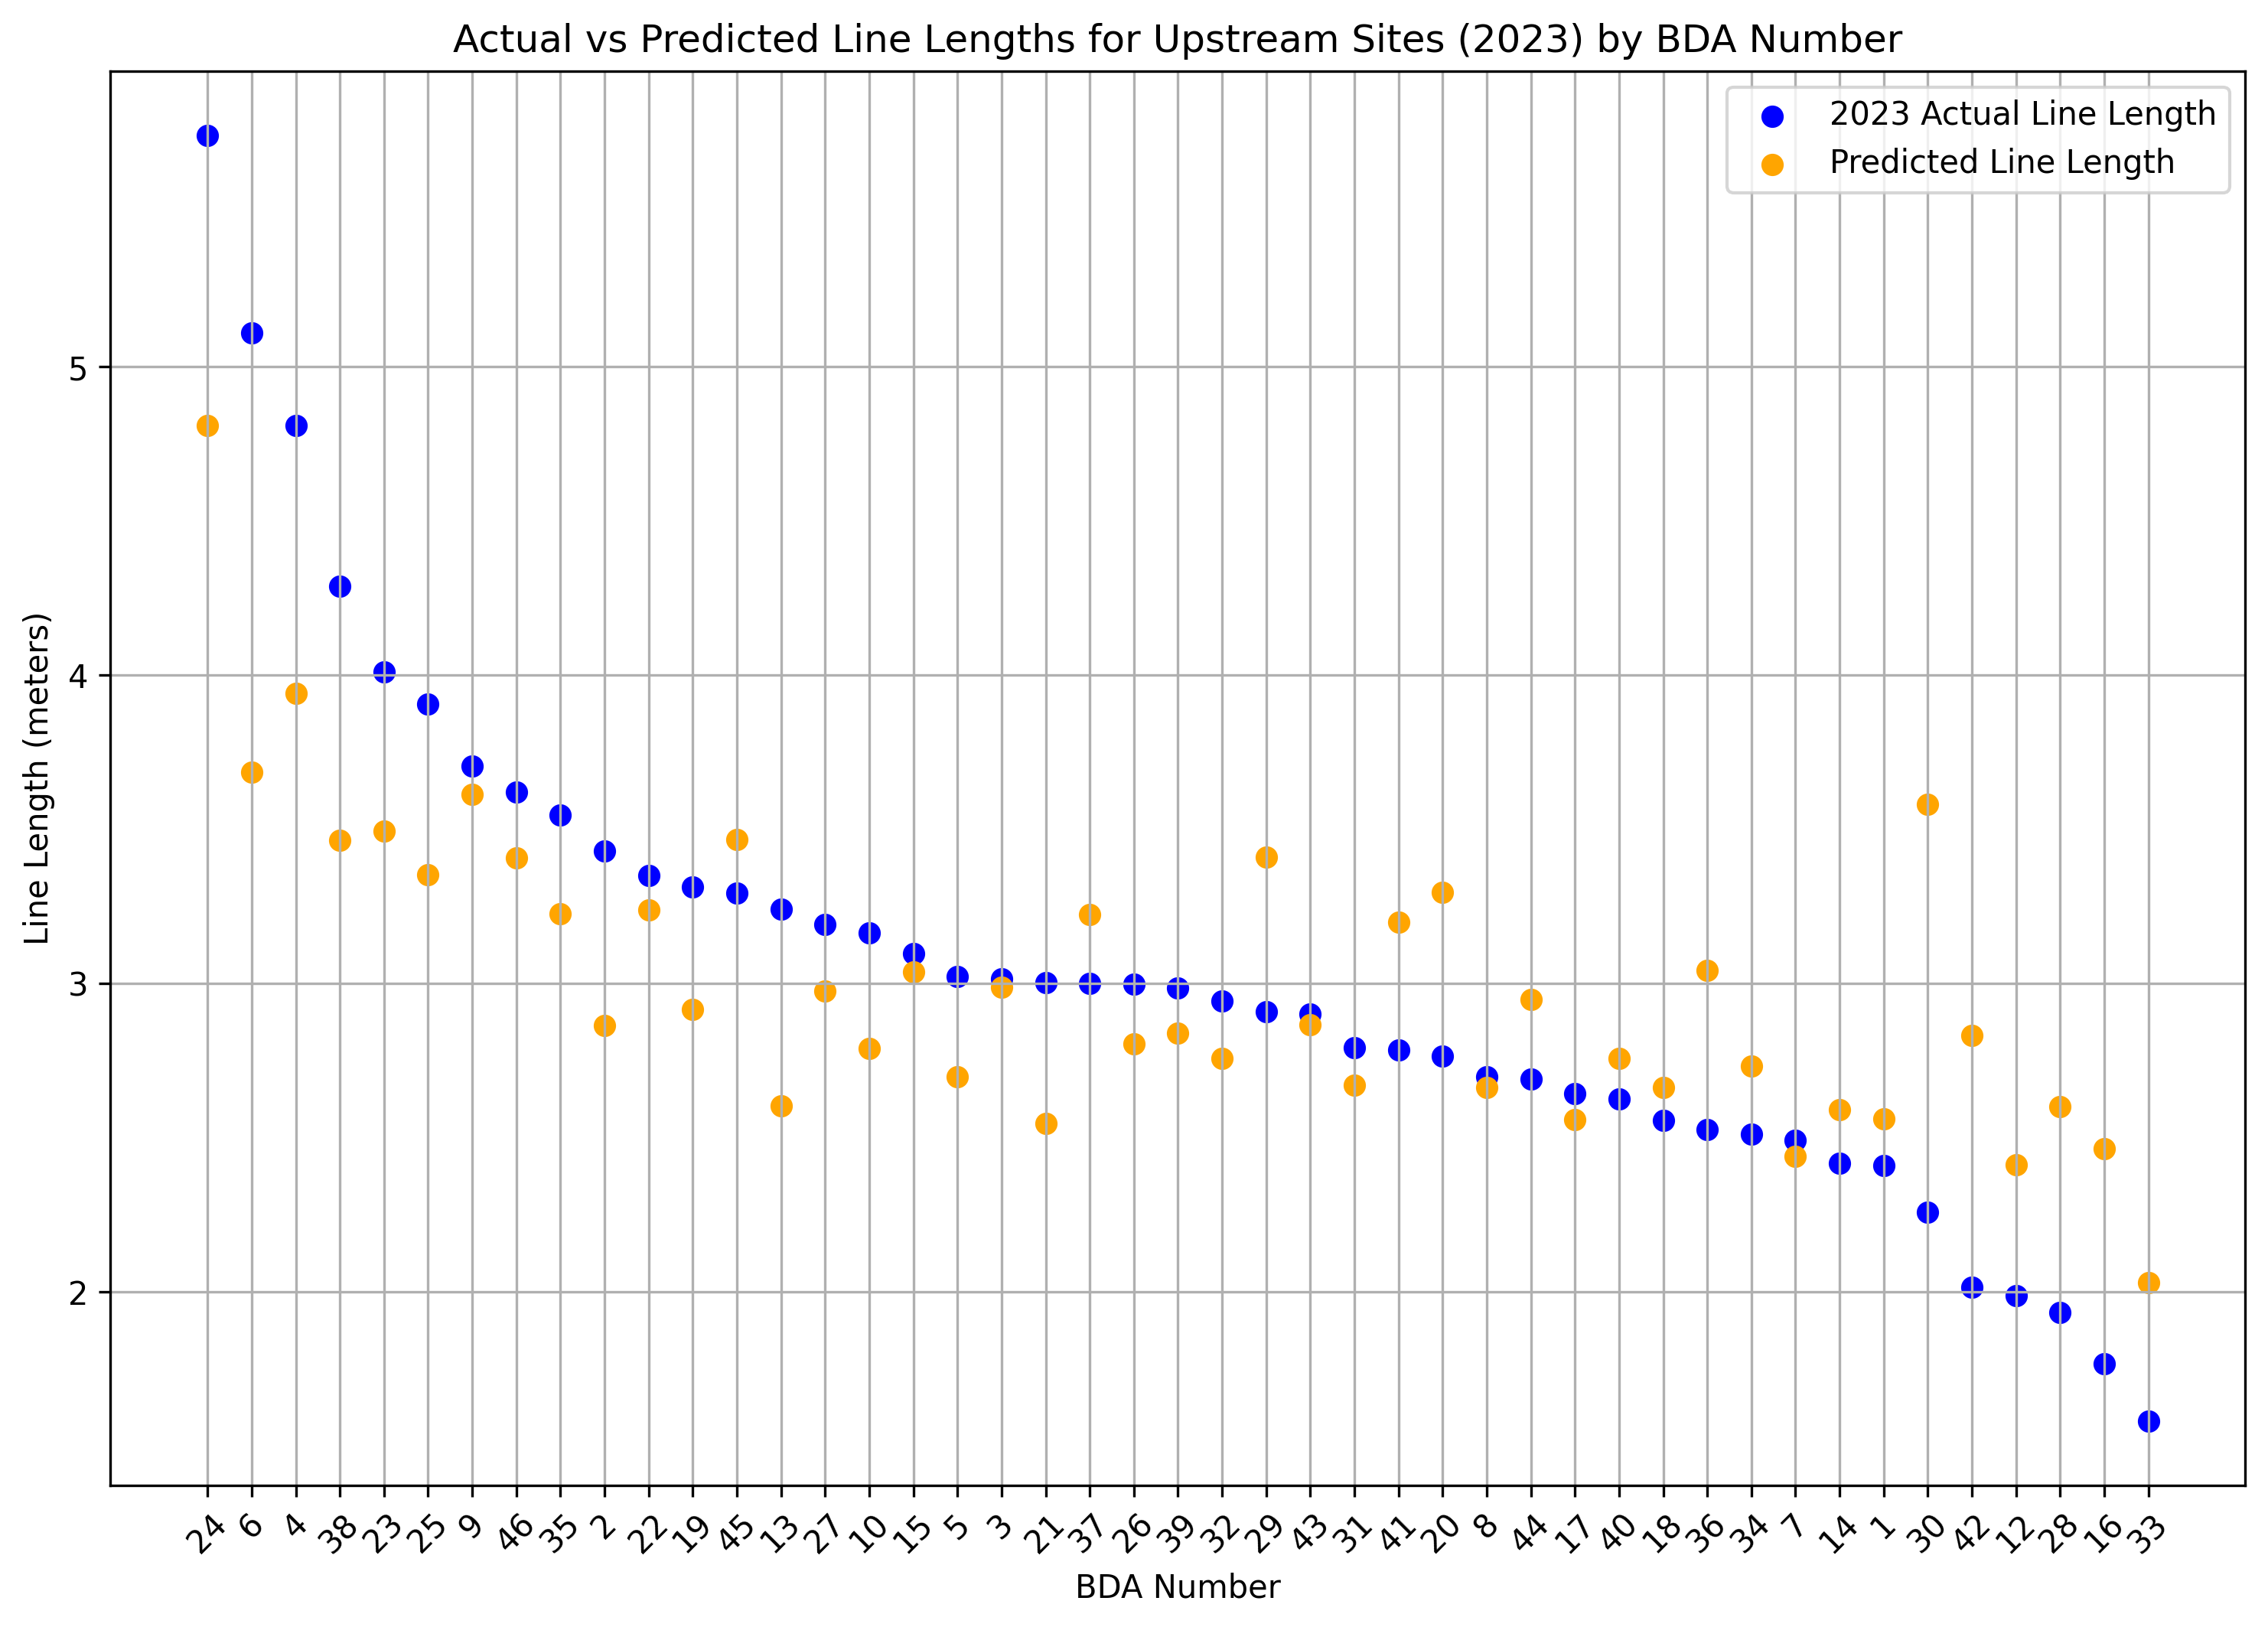 Actual vs Predicted Line Lengths for Upstream Sites (2023) by BDA Number
2023 Actual Line Length
Predicted Line Length
Line Length (meters)
5
4
3
2
24 6 4 38 23 25 9 46 35 2 22 19 45 13 27 10 15 5 3 21 37 26 39 32 29 43 31 41 20 8 44 17 40 18 36 34 7 14 1 30 42 12 28 16 33
BDA Number